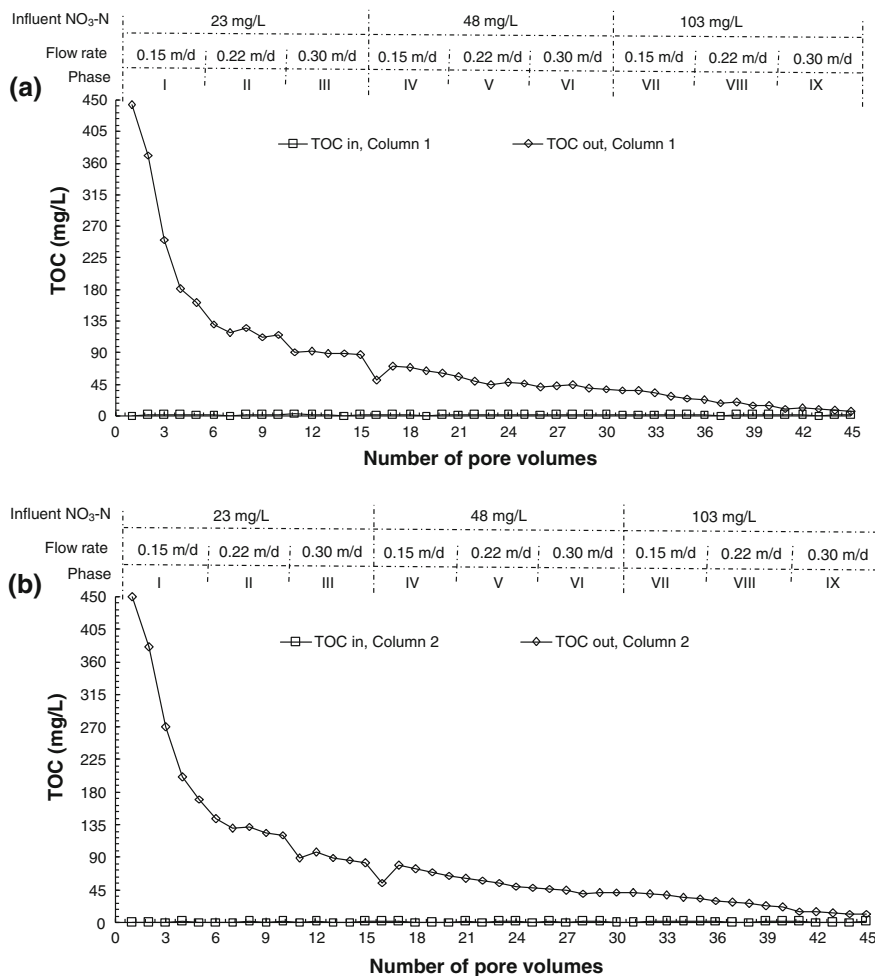 Influent NO₃-N 23 mg/L 48 mg/L 103 mg/L
Flow rate 0.15 m/d 0.22 m/d 0.30 m/d 0.15 m/d 0.22 m/d 0.30 m/d 0.15 m/d 0.22 m/d 0.30 m/d
Phase I II III IV V VI VII VIII IX
(a)
450
405
360
315
270
225
180
135
90
45
0
TOC (mg/L)
TOC in, Column 1 TOC out, Column 1
0 3 6 9 12 15 18 21 24 27 30 33 36 39 42 45
Number of pore volumes
Influent NO₃-N 23 mg/L 48 mg/L 103 mg/L
Flow rate 0.15 m/d 0.22 m/d 0.30 m/d 0.15 m/d 0.22 m/d 0.30 m/d 0.15 m/d 0.22 m/d 0.30 m/d
Phase I II III IV V VI VII VIII IX
(b)
450
405
360
315
270
225
180
135
90
45
0
TOC (mg/L)
TOC in, Column 2 TOC out, Column 2
0 3 6 9 12 15 18 21 24 27 30 33 36 39 42 45
Number of pore volumes